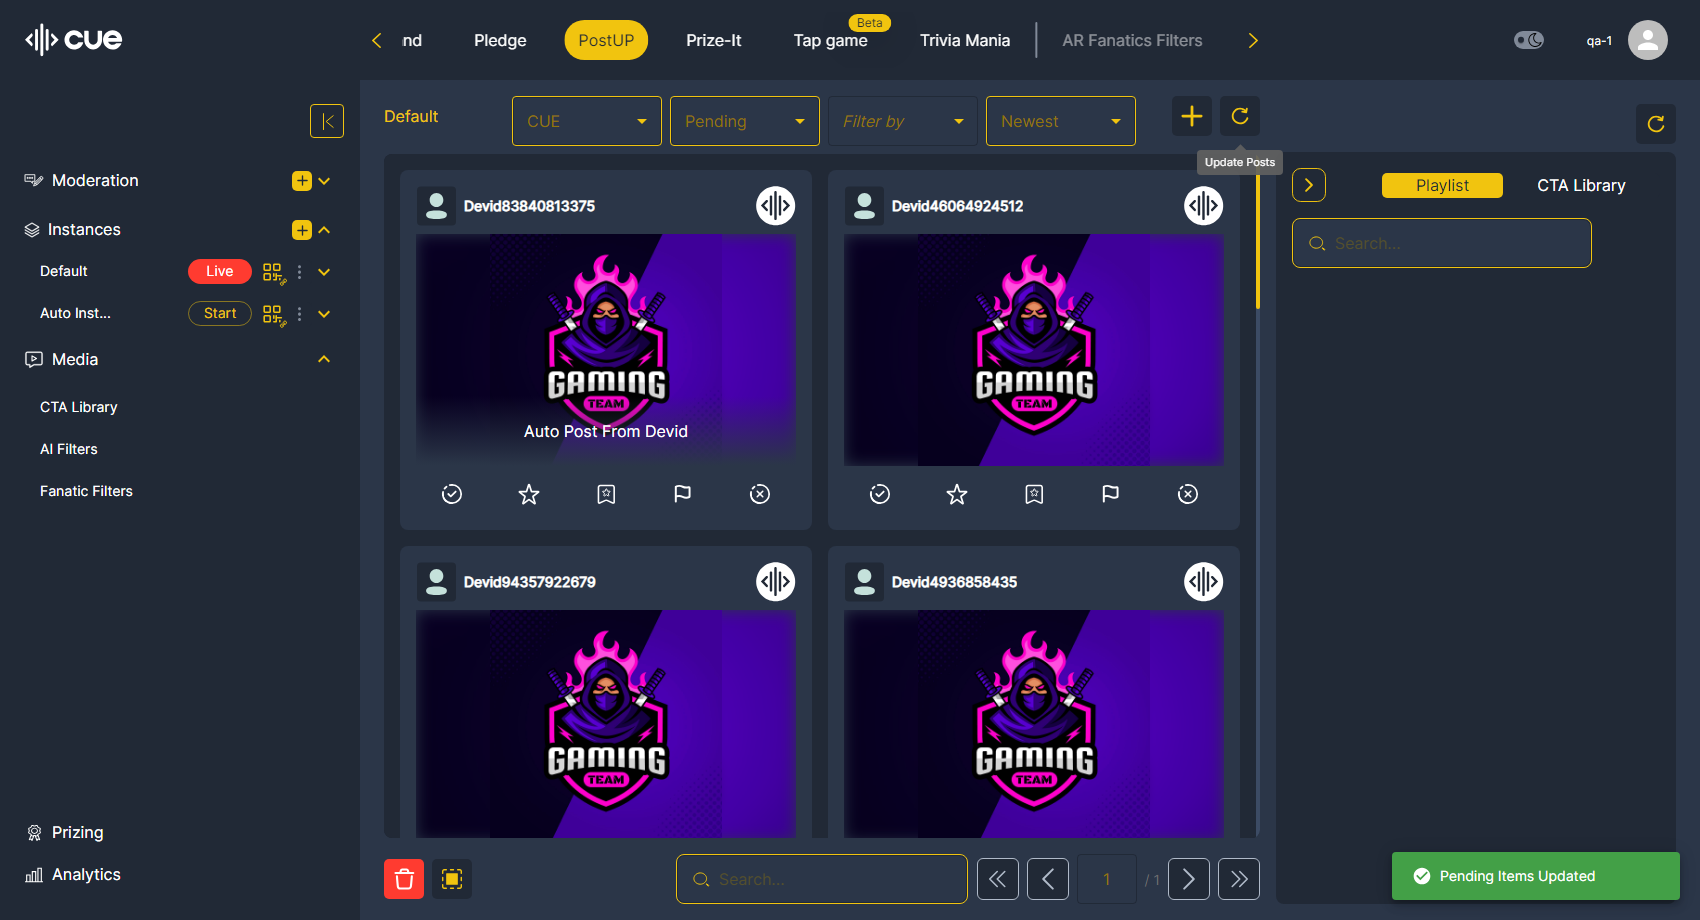 cue
nd
Pledge
PostUP
Prize-It
Tap game
Beta
Trivia Mania
AR Fanatics Filters
qa-1
Default
CUE
Pending
Filter by
Newest
Update Posts
Moderation
Instances
Default
Live
Auto Inst...
Start
Media
CTA Library
AI Filters
Fanatic Filters
Prizing
Analytics
Devid83840813375
GAMING
TEAM
Auto Post From Devid
Devid46064924512
GAMING
TEAM
Devid94357922679
GAMING
TEAM
Devid4936858435
GAMING
TEAM
Search...
1
/ 1
Playlist
CTA Library
Search...
Pending Items Updated